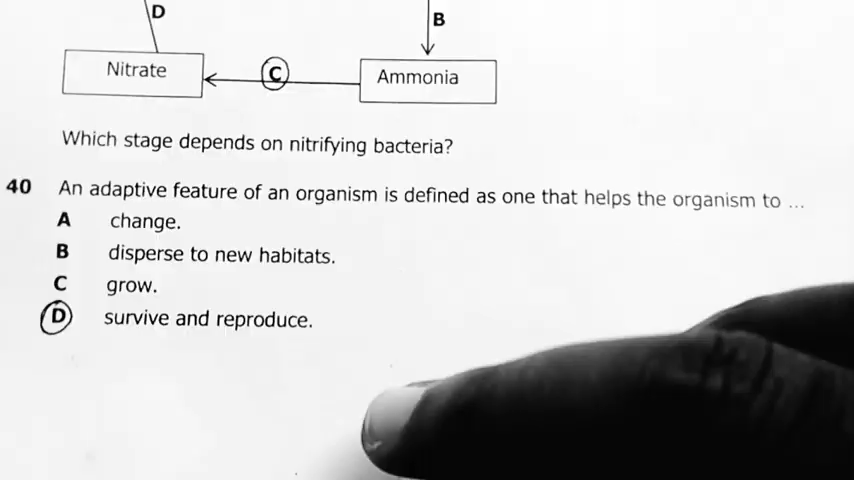 D
B
Nitrate
C
Ammonia
Which stage depends on nitrifying bacteria?
40 An adaptive feature of an organism is defined as one that helps the organism to ...
A change.
B disperse to new habitats.
C grow.
D survive and reproduce.